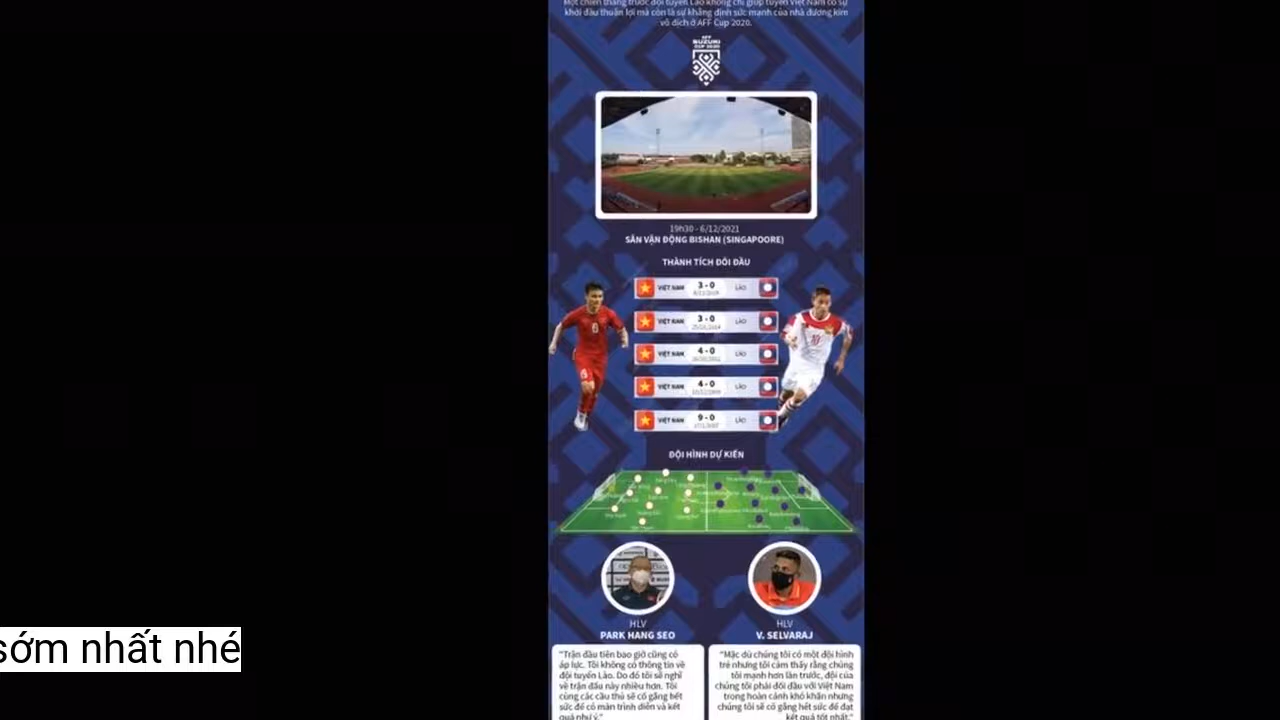 Một chiến thắng trước đội tuyển Lào không chỉ giúp tuyển Việt Nam có sự
khởi đầu thuận lợi mà còn là sự khẳng định sức mạnh của nhà đương kim
vô địch ở AFF Cup 2020.
AFF
SUZUKI
CUP 2020
19h30 - 6/12/2021
SÂN VẬN ĐỘNG BISHAN (SINGAPOORE)
THÀNH TÍCH ĐỐI ĐẦU
VIỆT NAM 3 - 0 LÀO
VIỆT NAM 3 - 0 LÀO
VIỆT NAM 4 - 0 LÀO
VIỆT NAM 4 - 0 LÀO
VIỆT NAM 9 - 0 LÀO
ĐỘI HÌNH DỰ KIẾN
HLV
PARK HANG SEO
HLV
V. SELVARAJ
sớm nhất nhé
"Trận đầu tiên bao giờ cũng có
áp lực. Tôi không có thông tin về
đội tuyển Lào. Do đó tôi sẽ nghĩ
về trận đấu này nhiều hơn. Tôi
cùng các cầu thủ sẽ cố gắng hết
sức để có màn trình diễn và kết
quả như ý."
"Mặc dù chúng tôi có một đội hình
trẻ nhưng tôi cảm thấy rằng chúng
tôi mạnh hơn lần trước, đội của
chúng tôi phải đối đầu với Việt Nam
trong hoàn cảnh khó khăn nhưng
chúng tôi sẽ cố gắng hết sức để đạt
kết quả tốt nhất."